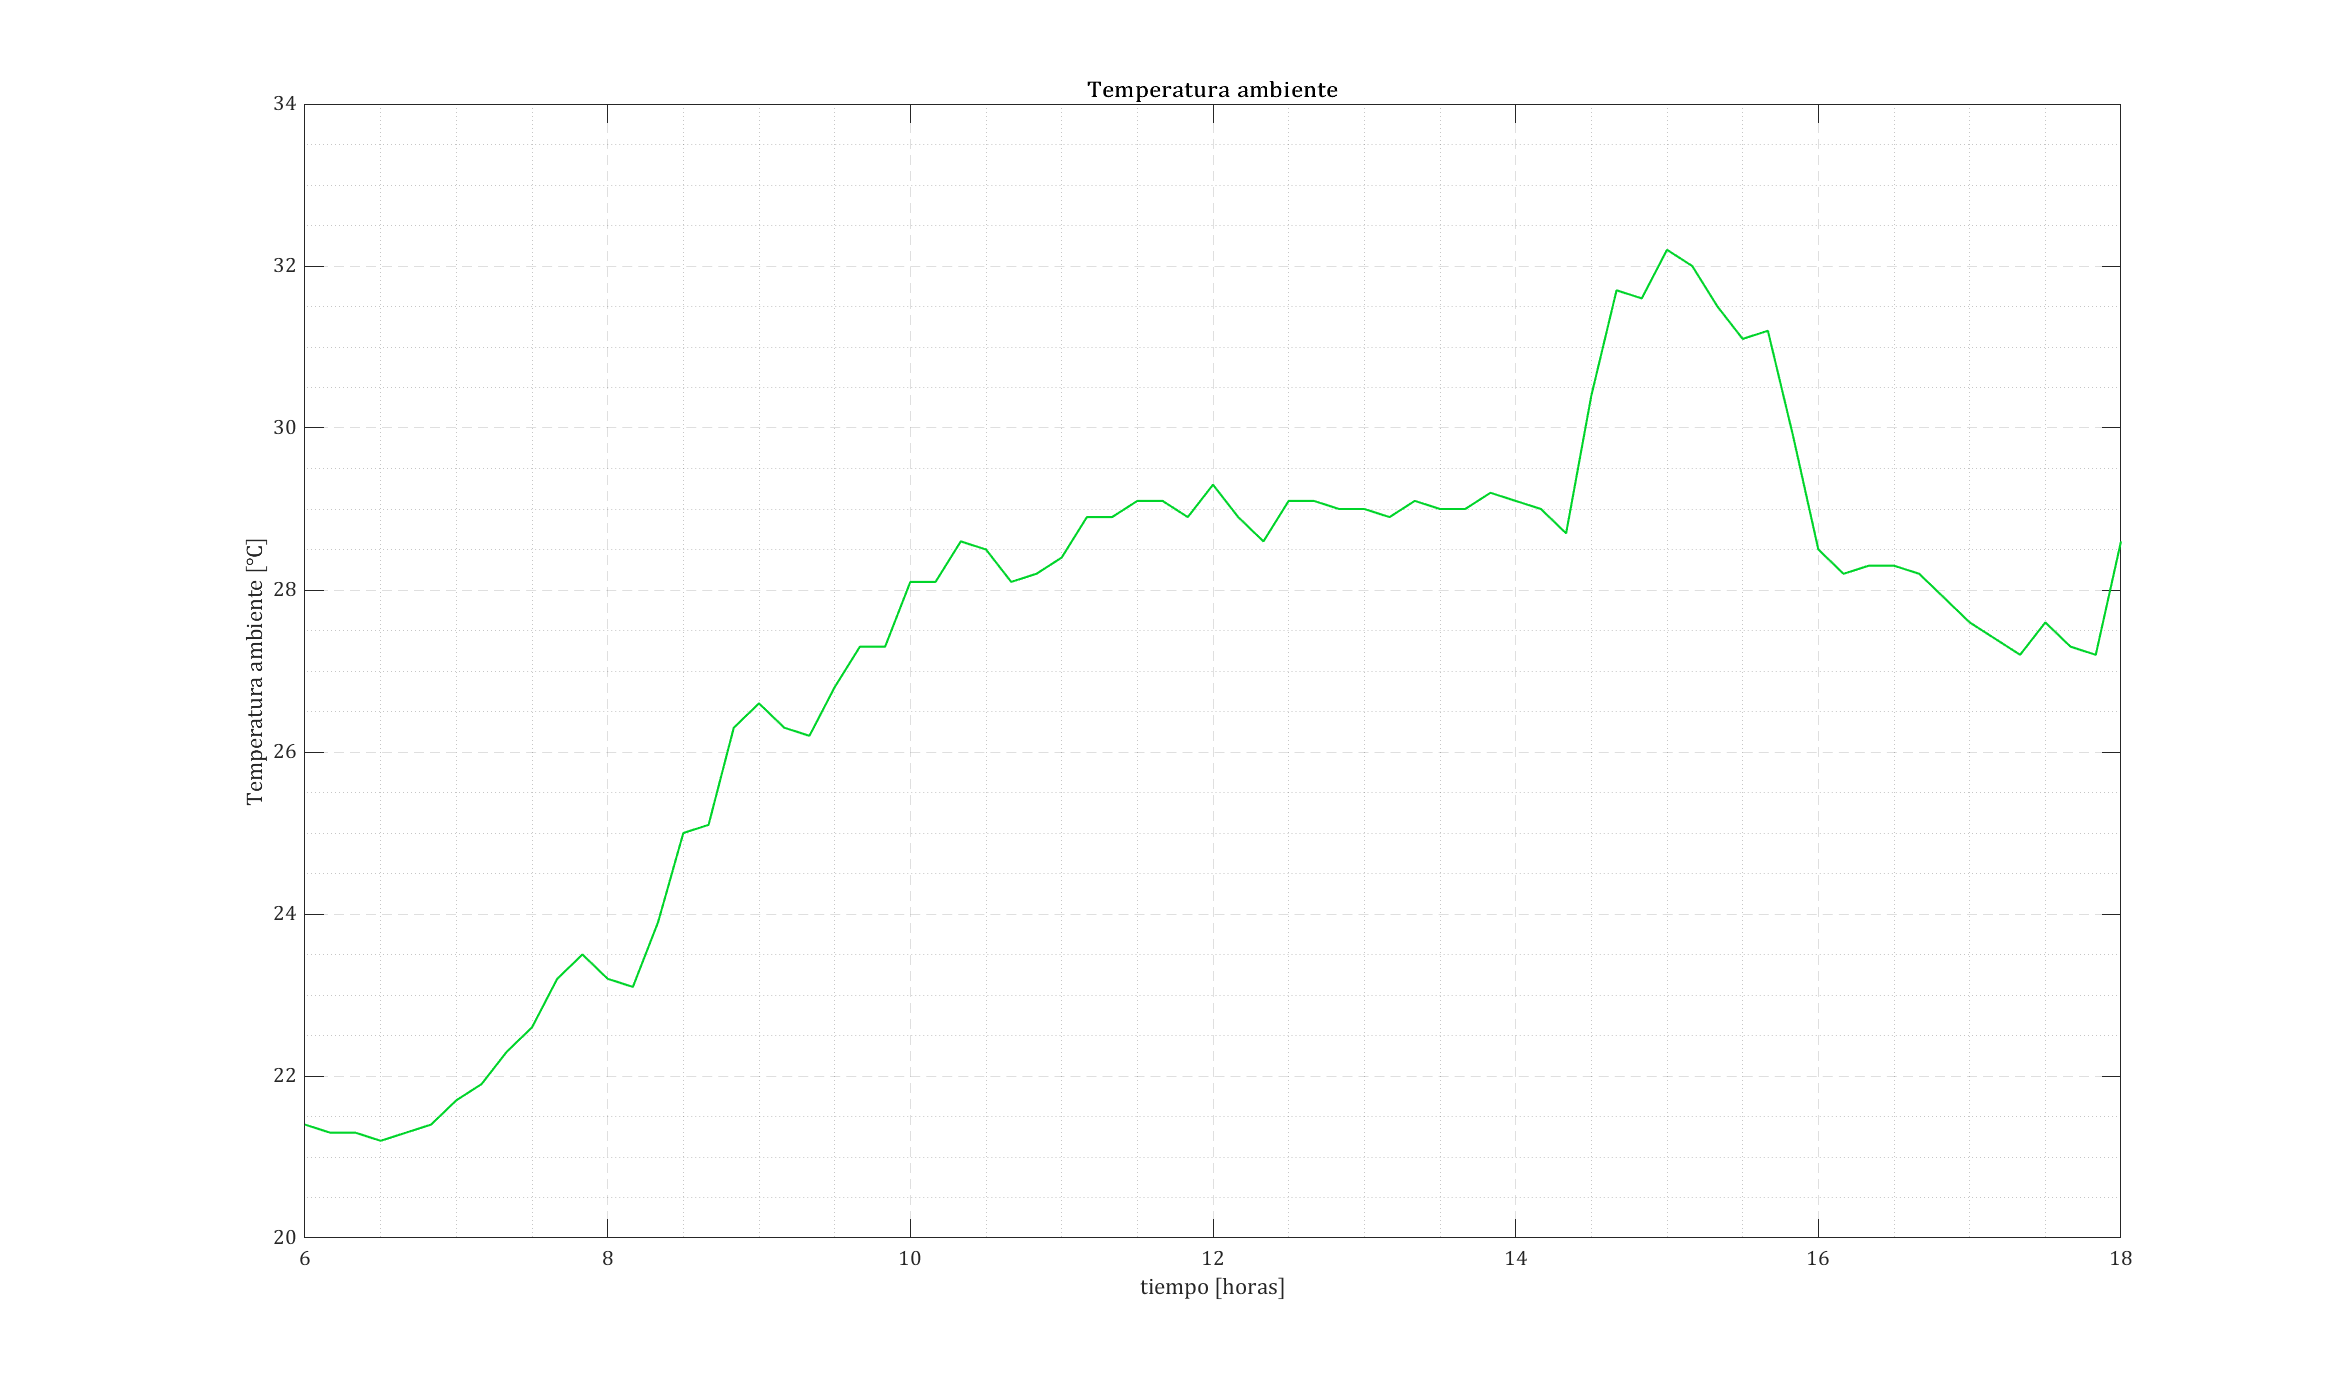 Temperatura ambiente
34
32
30
28
26
24
22
20
Temperatura ambiente [°C]
6 8 10 12 14 16 18
tiempo [horas]